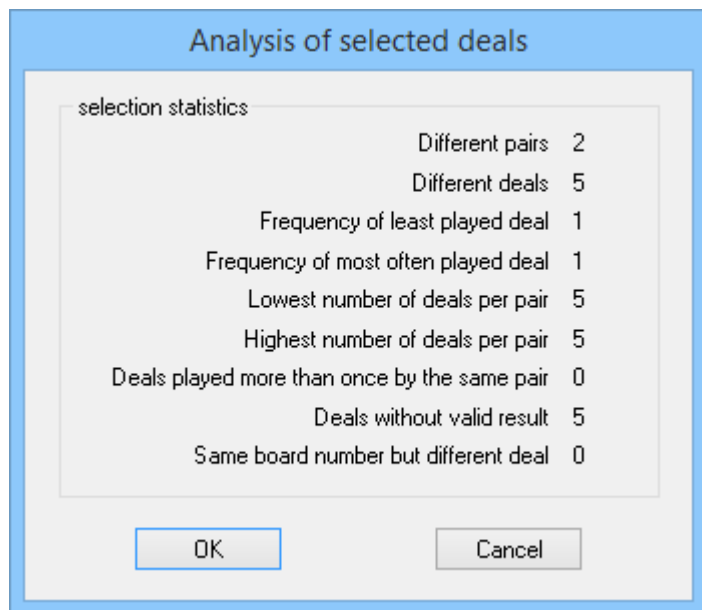 Analysis of selected deals
selection statistics
Different pairs 2
Different deals 5
Frequency of least played deal 1
Frequency of most often played deal 1
Lowest number of deals per pair 5
Highest number of deals per pair 5
Deals played more than once by the same pair 0
Deals without valid result 5
Same board number but different deal 0
OK Cancel